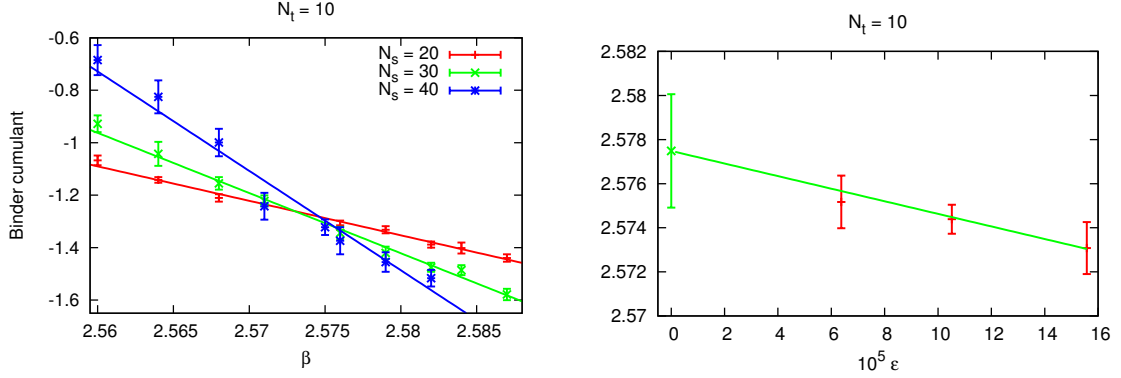 N_t = 10
Binder cumulant
-0.6
-0.8
-1
-1.2
-1.4
-1.6
N_s = 20
N_s = 30
N_s = 40
2.56 2.565 2.57 2.575 2.58 2.585
β
N_t = 10
2.582
2.58
2.578
2.576
2.574
2.572
2.57
0 2 4 6 8 10 12 14 16
10^5 ε